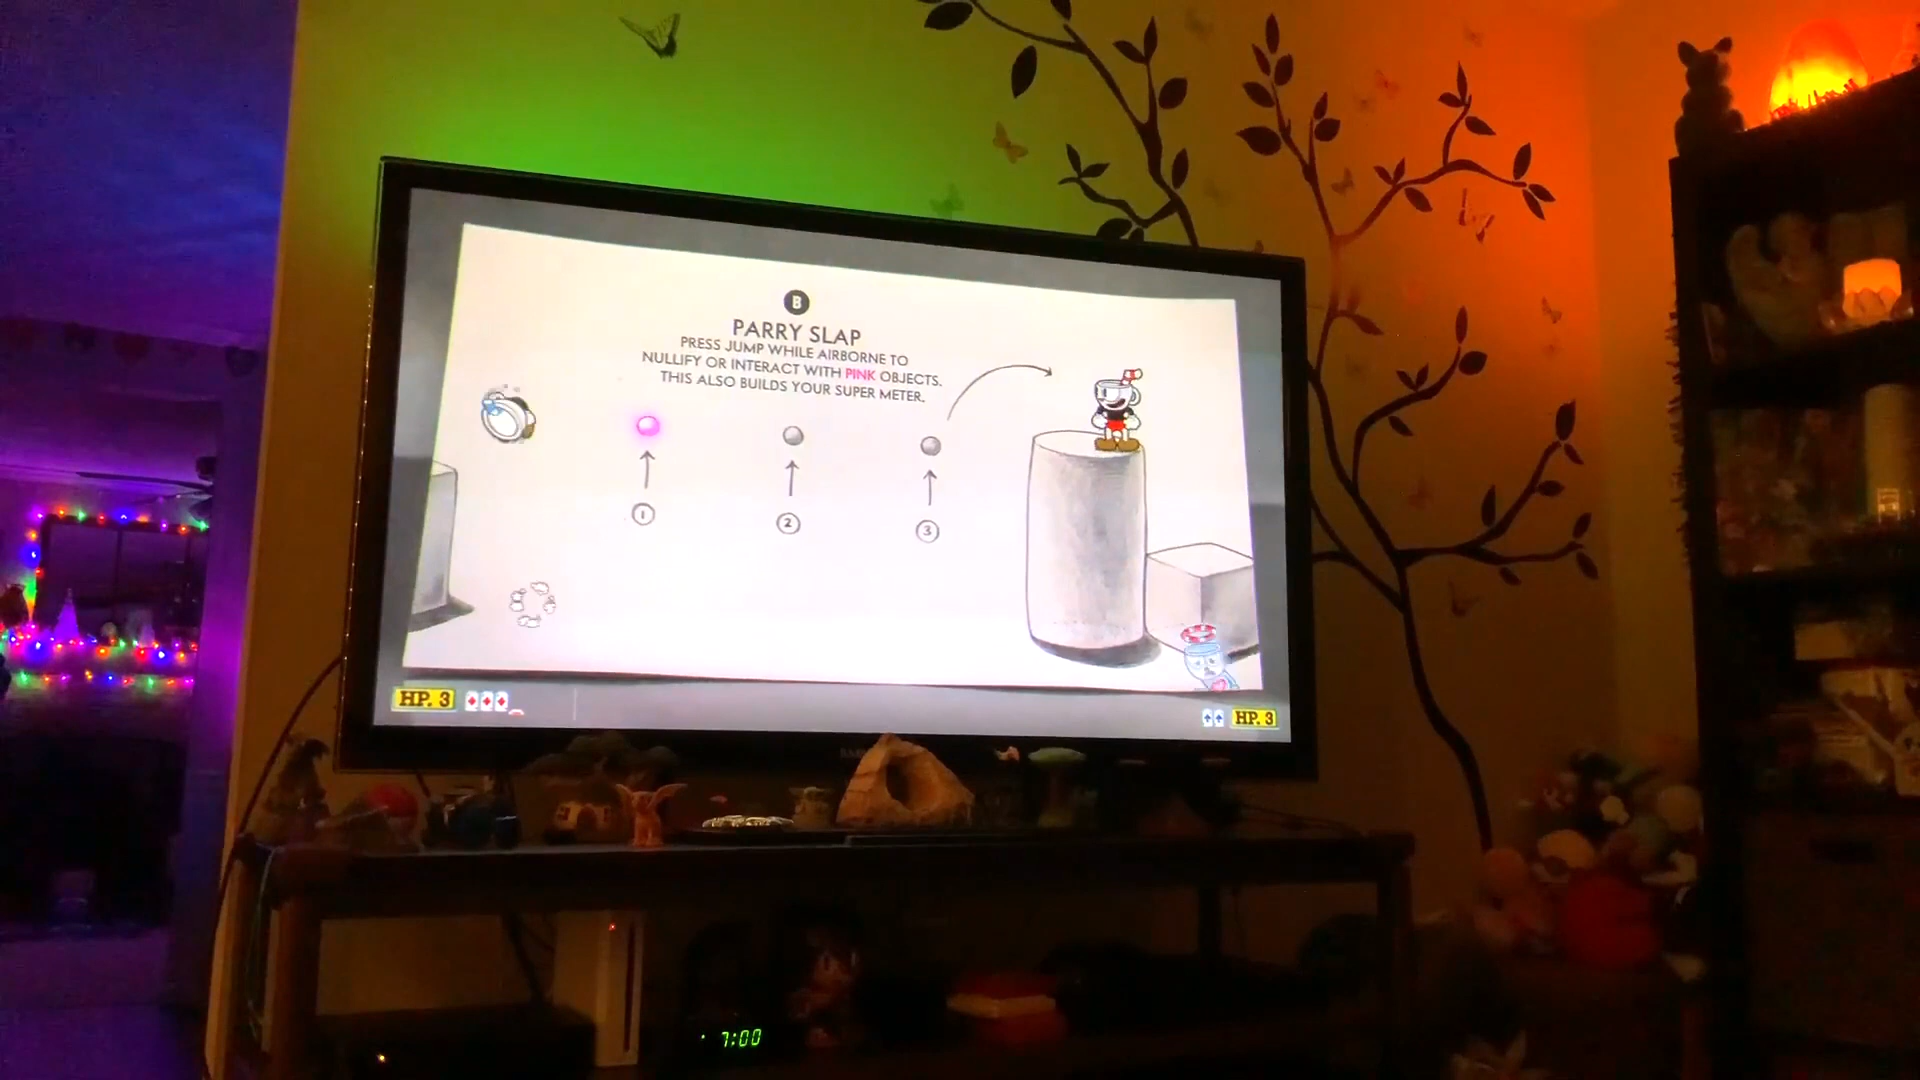 B
PARRY SLAP
PRESS JUMP WHILE AIRBORNE TO
NULLIFY OR INTERACT WITH PINK OBJECTS.
THIS ALSO BUILDS YOUR SUPER METER.
1 2 3
HP. 3
HP. 3
7:00